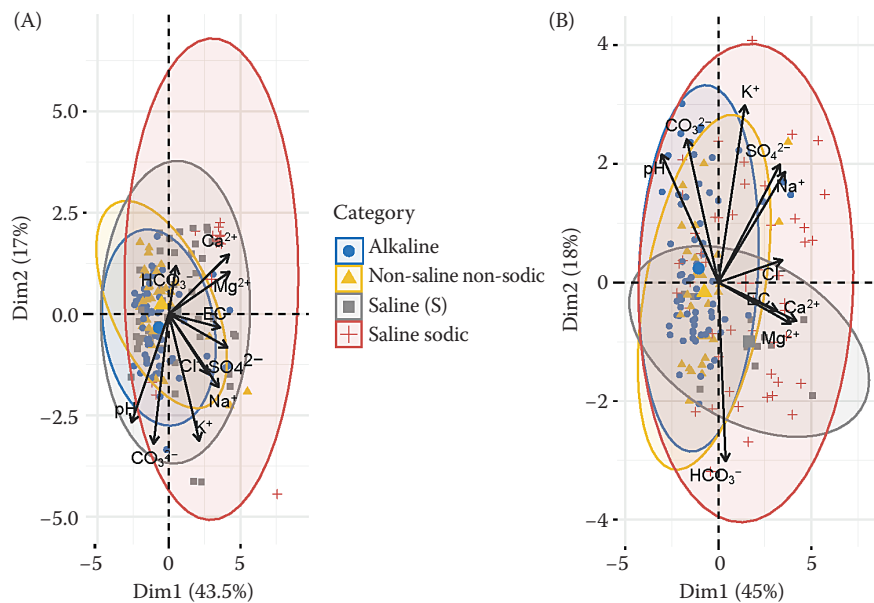 (A)
5.0
2.5
0.0
−2.5
−5.0
Dim2 (17%)
Ca²⁺
HCO₃⁻
Mg²⁺
EC
Cl⁻
SO4²⁻
Na⁺
K⁺
pH
CO₃²⁻
−5
0
5
Dim1 (43.5%)
Category
Alkaline
Non-saline non-sodic
Saline (S)
Saline sodic
(B)
4
2
0
−2
−4
Dim2 (18%)
K⁺
CO₃²⁻
SO₄²⁻
pH
Na⁺
Cl⁻
EC
Ca²⁺
Mg²⁺
HCO₃⁻
−5
0
5
Dim1 (45%)